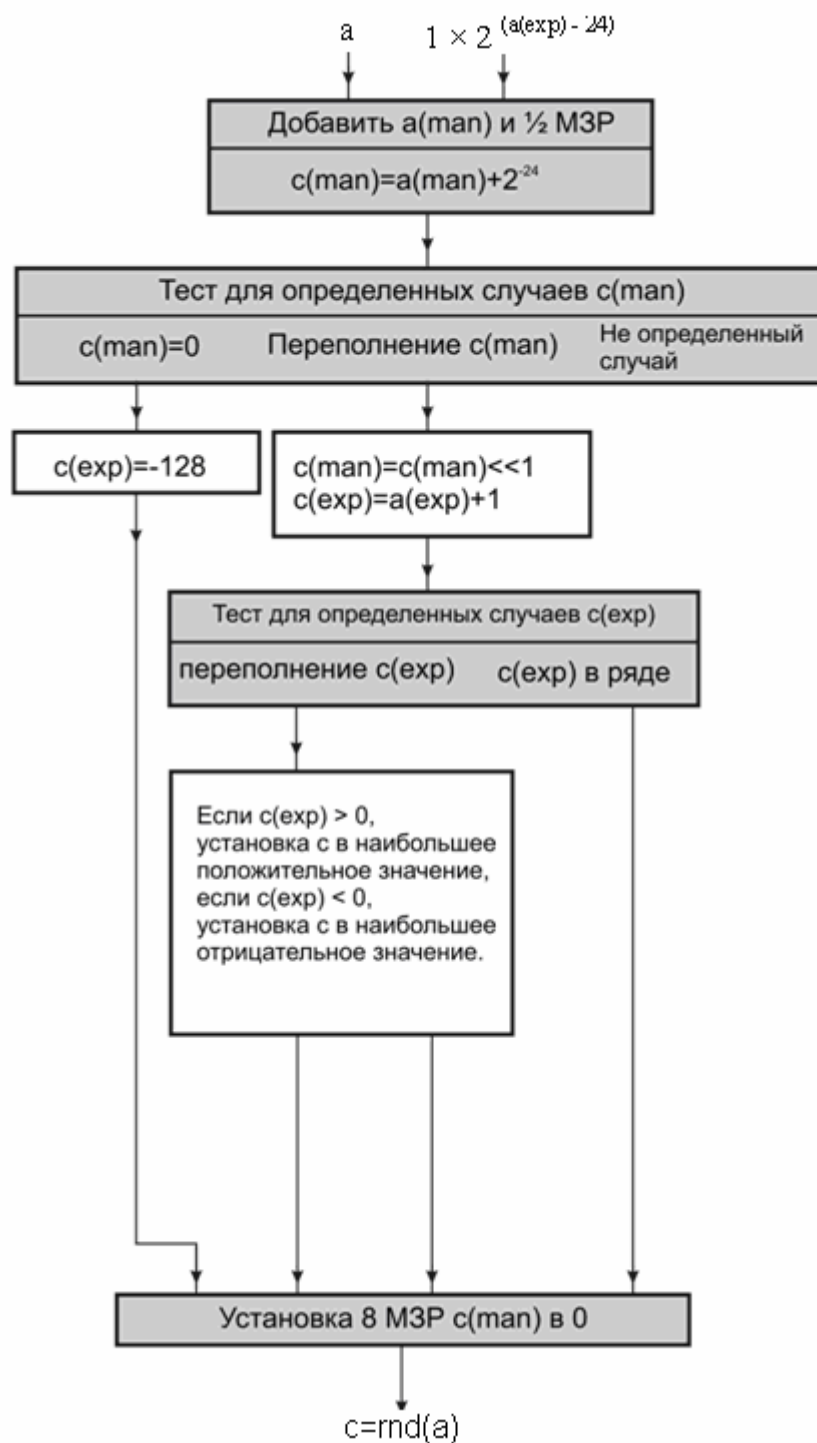 a
1 × 2 (a(exp) - 24)
Добавить a(man) и ½ МЗР
c(man)=a(man)+2-24
Тест для определенных случаев c(man)
c(man)=0
Переполнение c(man)
Не определенный
случай
c(exp)=-128
c(man)=c(man)<<1
c(exp)=a(exp)+1
Тест для определенных случаев c(exp)
переполнение c(exp)
c(exp) в ряде
Если c(exp) > 0,
установка c в наибольшее
положительное значение,
если c(exp) < 0,
установка c в наибольшее
отрицательное значение.
Установка 8 МЗР c(man) в 0
c=rnd(a)